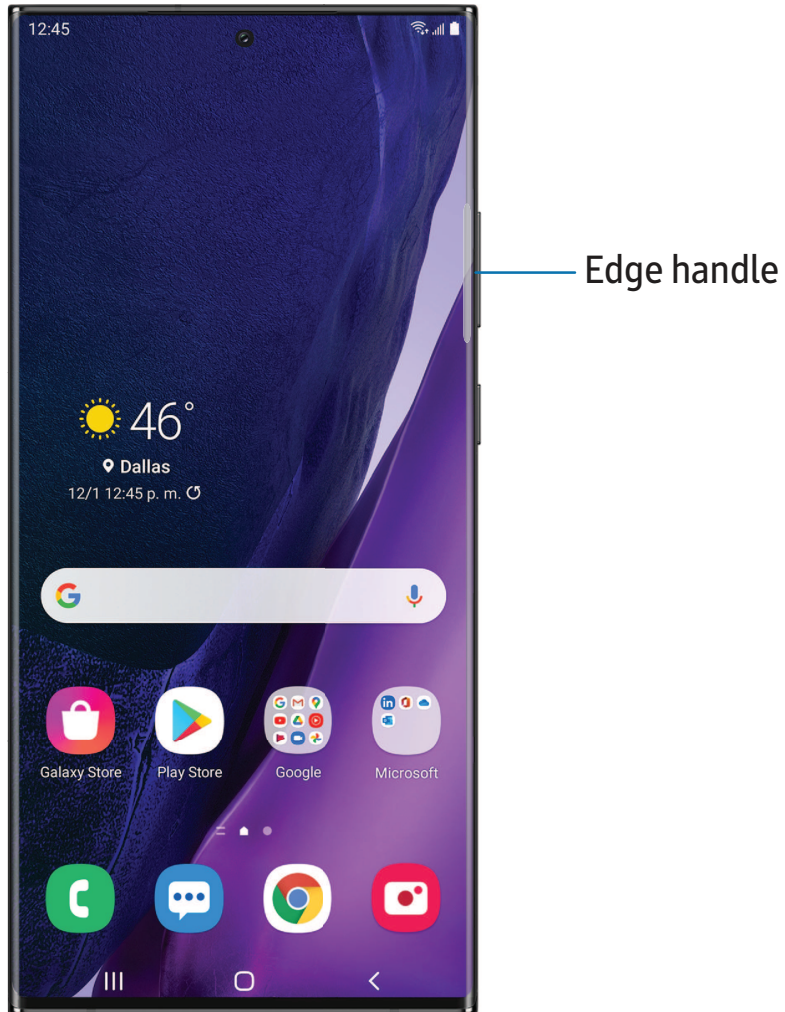 12:45
Edge handle
46°
Dallas
12/1 12:45 p. m.
G
Galaxy Store
Play Store
Google
Microsoft